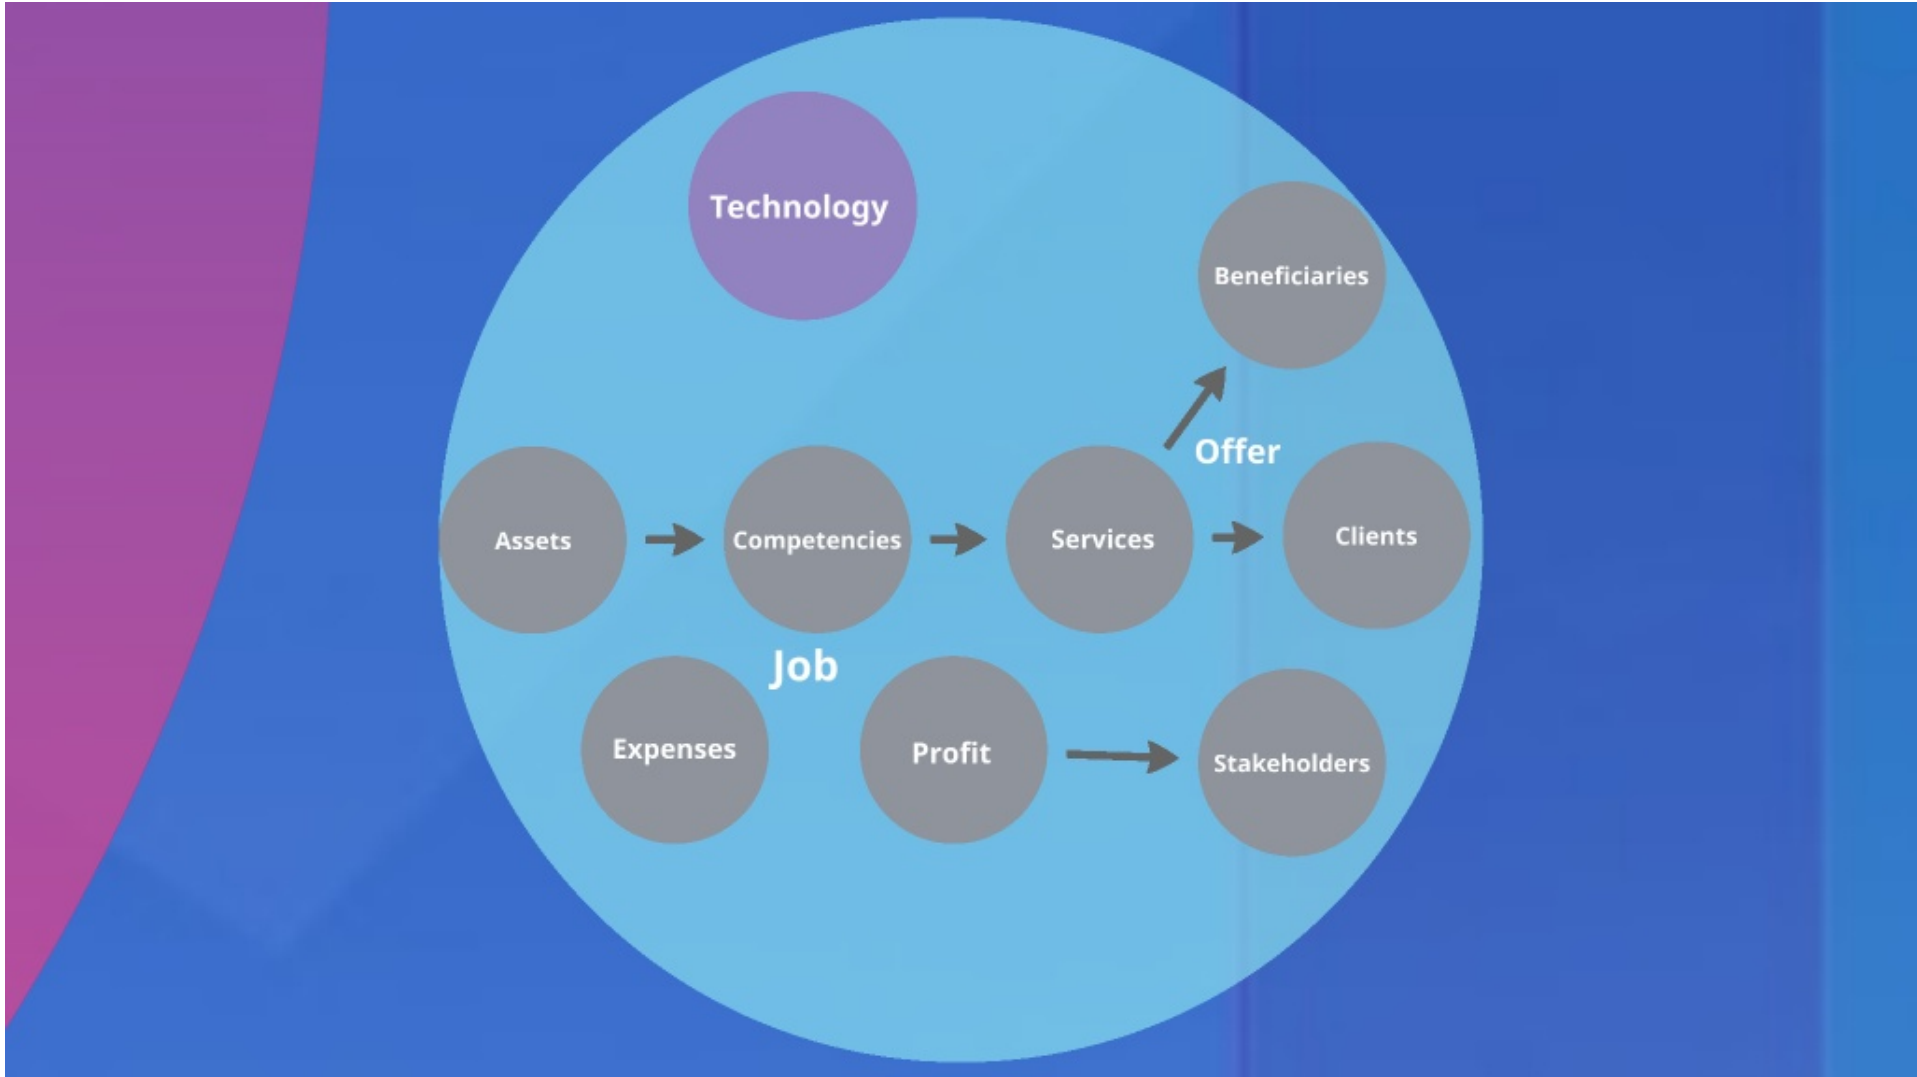 Technology
Beneficiaries
Offer
Assets
Competencies
Services
Clients
Job
Expenses
Profit
Stakeholders